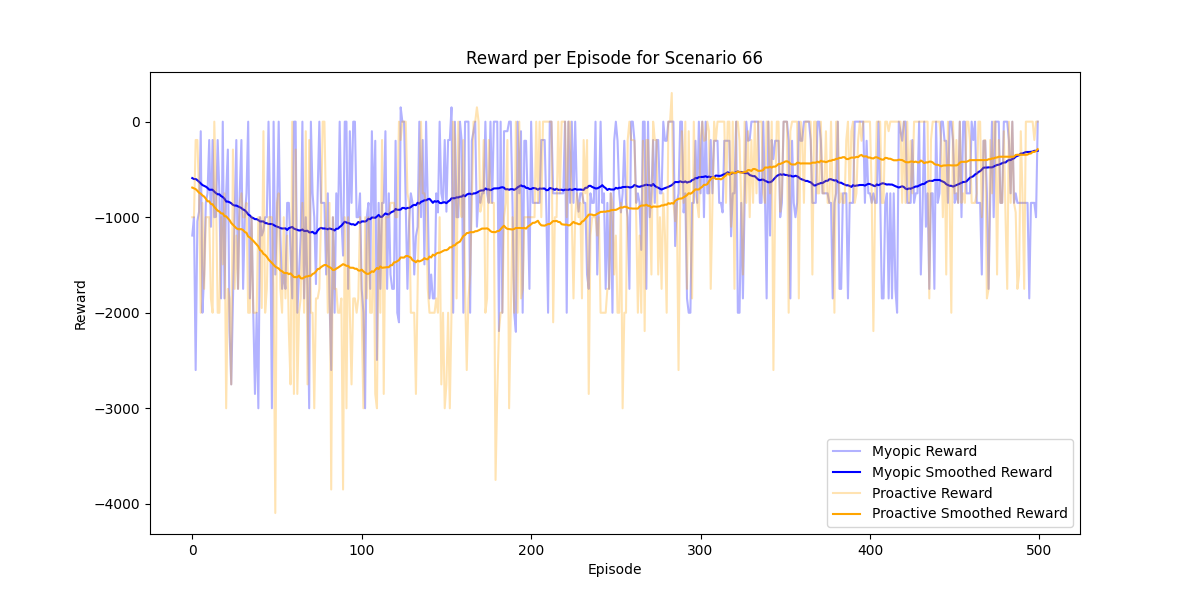 Reward per Episode for Scenario 66
Reward
0
−1000
−2000
−3000
−4000
0 100 200 300 400 500
Episode
Myopic Reward
Myopic Smoothed Reward
Proactive Reward
Proactive Smoothed Reward